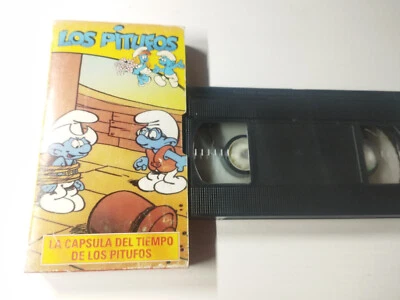 LOS PITUFOS
LA CAPSULA DEL TIEMPO
DE LOS PITUFOS